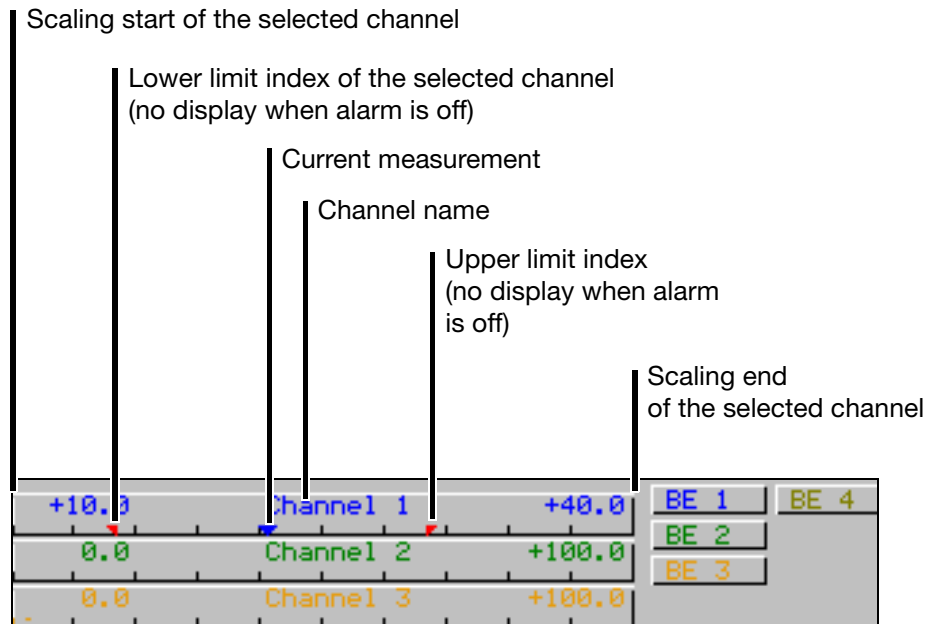 Scaling start of the selected channel
Lower limit index of the selected channel
(no display when alarm is off)
Current measurement
Channel name
Upper limit index
(no display when alarm
is off)
Scaling end
of the selected channel
+10.0 Channel 1 +40.0 BE 1 BE 4
0.0 Channel 2 +100.0 BE 2
0.0 Channel 3 +100.0 BE 3